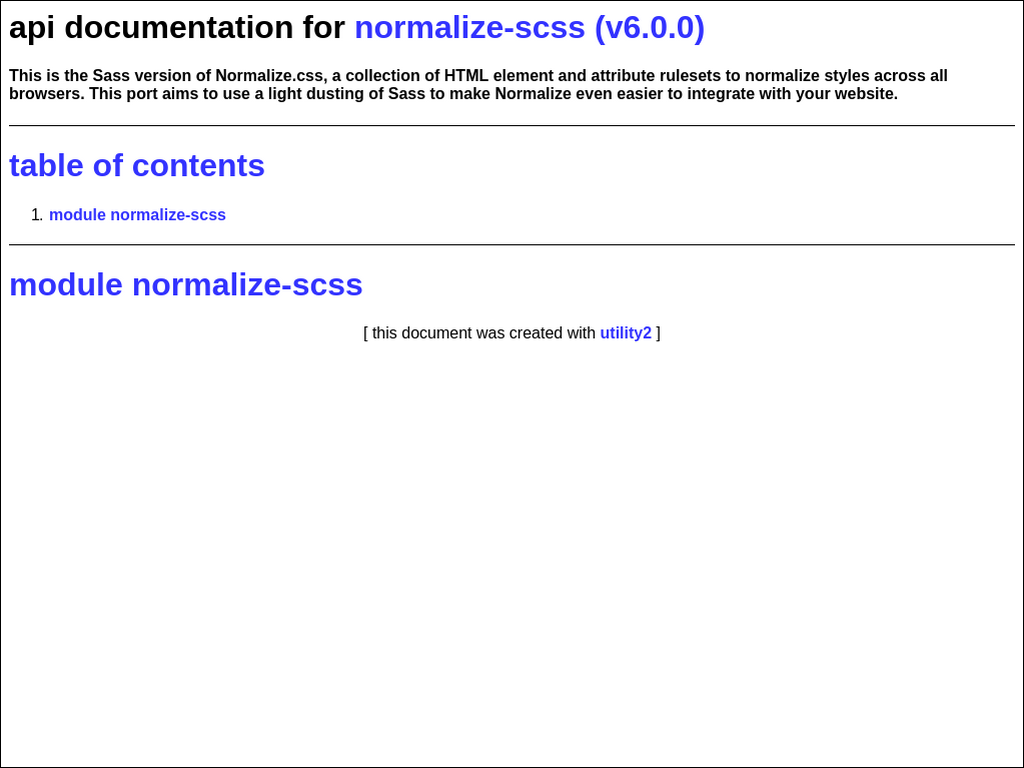 api documentation for normalize-scss (v6.0.0)
This is the Sass version of Normalize.css, a collection of HTML element and attribute rulesets to normalize styles across all
browsers. This port aims to use a light dusting of Sass to make Normalize even easier to integrate with your website.
table of contents
1. module normalize-scss
module normalize-scss
[ this document was created with utility2 ]